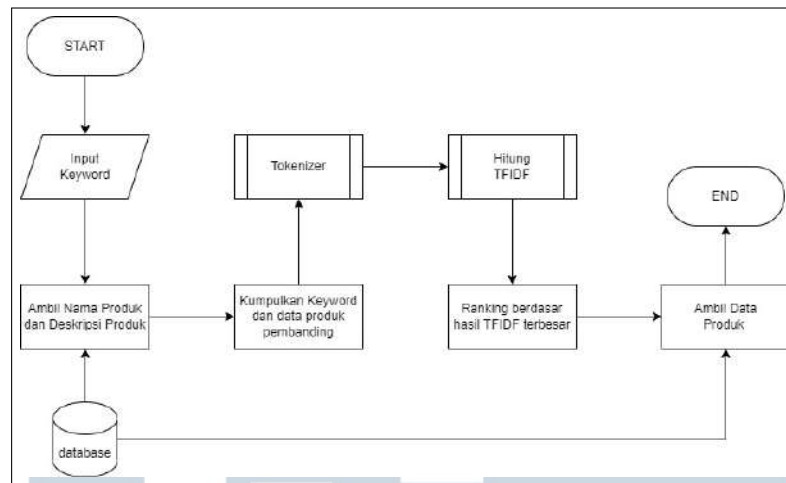 START
Input
Keyword
Ambil Nama Produk
dan Deskripsi Produk
database
Kumpulkan Keyword
dan data produk
pembanding
Tokenizer
Hitung
TFIDF
Ranking berdasar
hasil TFIDF terbesar
Ambil Data
Produk
END